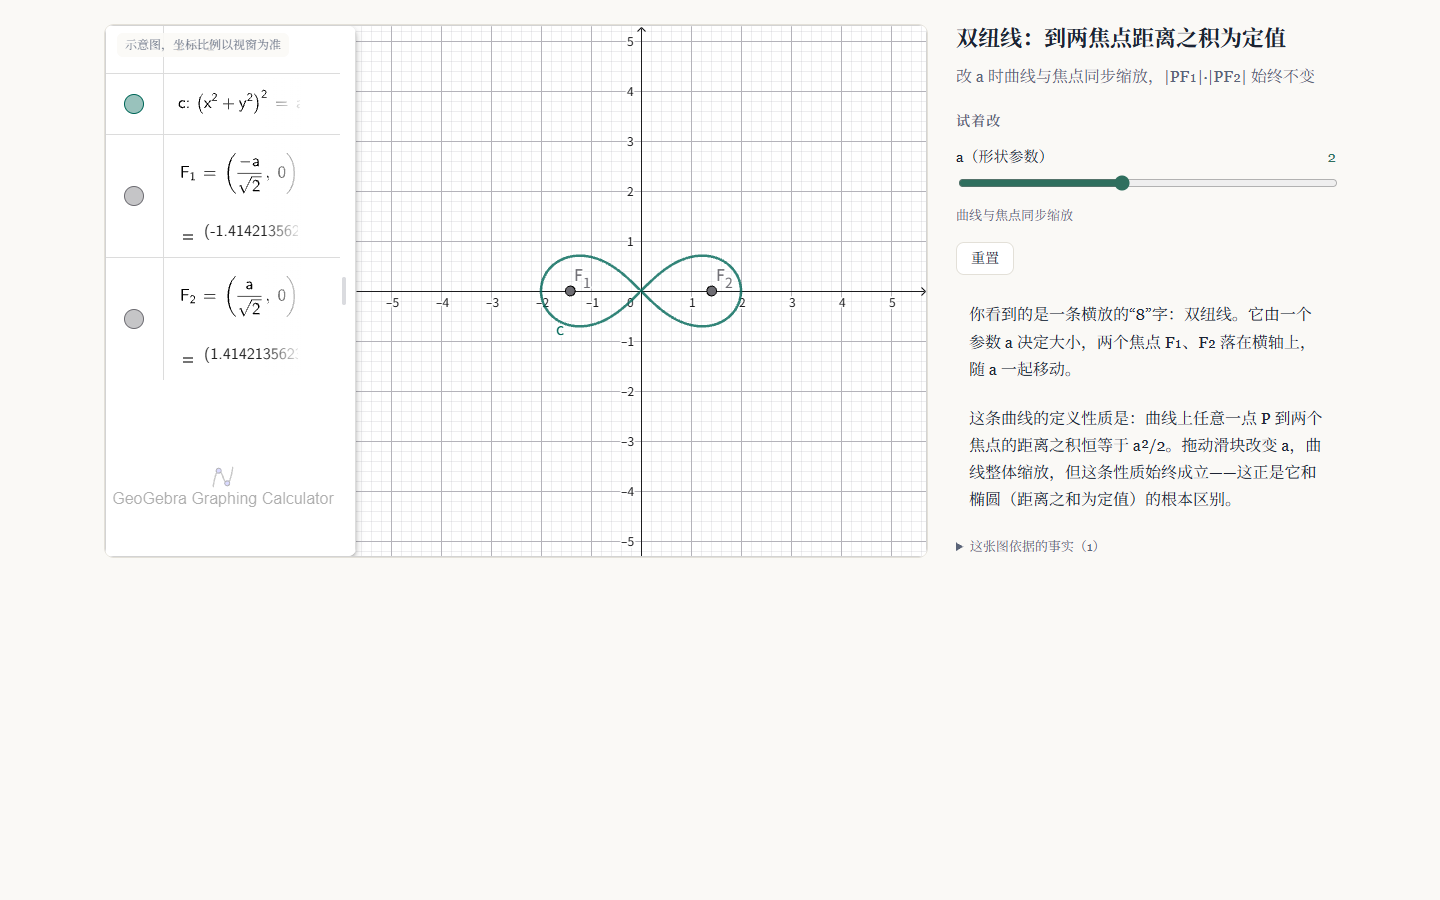 示意图，坐标比例以视窗为准
c: (x² + y²)² =
F₁ = (−a/√2, 0)
= (-1.414213562
F₂ = (a/√2, 0)
= (1.414213562
GeoGebra Graphing Calculator
5
4
3
2
1
−5 −4 −3 −2 −1 0 1 2 3 4 5
−1
−2
−3
−4
−5
F₁
F₂
c
双纽线：到两焦点距离之积为定值
改 a 时曲线与焦点同步缩放，|PF₁|·|PF₂| 始终不变
试着改
a（形状参数） 2
曲线与焦点同步缩放
重置
你看到的是一条横放的“8”字：双纽线。它由一个
参数 a 决定大小，两个焦点 F₁、F₂ 落在横轴上，
随 a 一起移动。
这条曲线的定义性质是：曲线上任意一点 P 到两个
焦点的距离之积恒等于 a²/2。拖动滑块改变 a，曲
线整体缩放，但这条性质始终成立——这正是它和
椭圆（距离之和为定值）的根本区别。
▶ 这张图依据的事实（1）